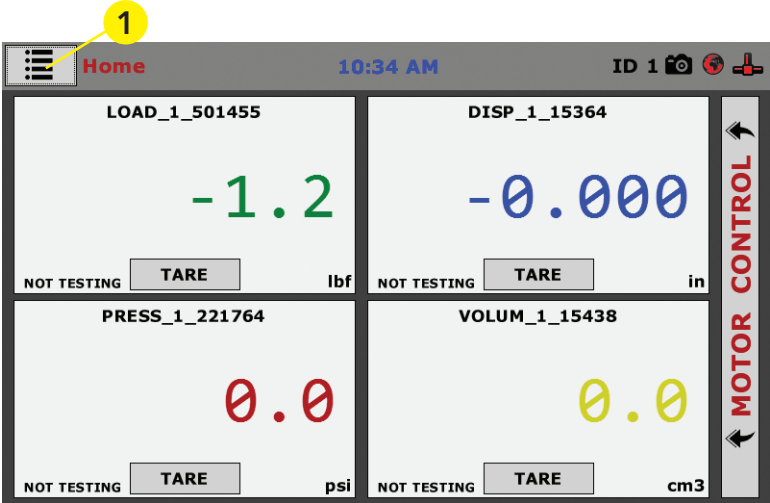 1
Home 10:34 AM ID 1
LOAD_1_501455
-1.2
NOT TESTING TARE lbf
DISP_1_15364
-0.000
NOT TESTING TARE in
PRESS_1_221764
0.0
NOT TESTING TARE psi
VOLUM_1_15438
0.0
NOT TESTING TARE cm3
MOTOR CONTROL